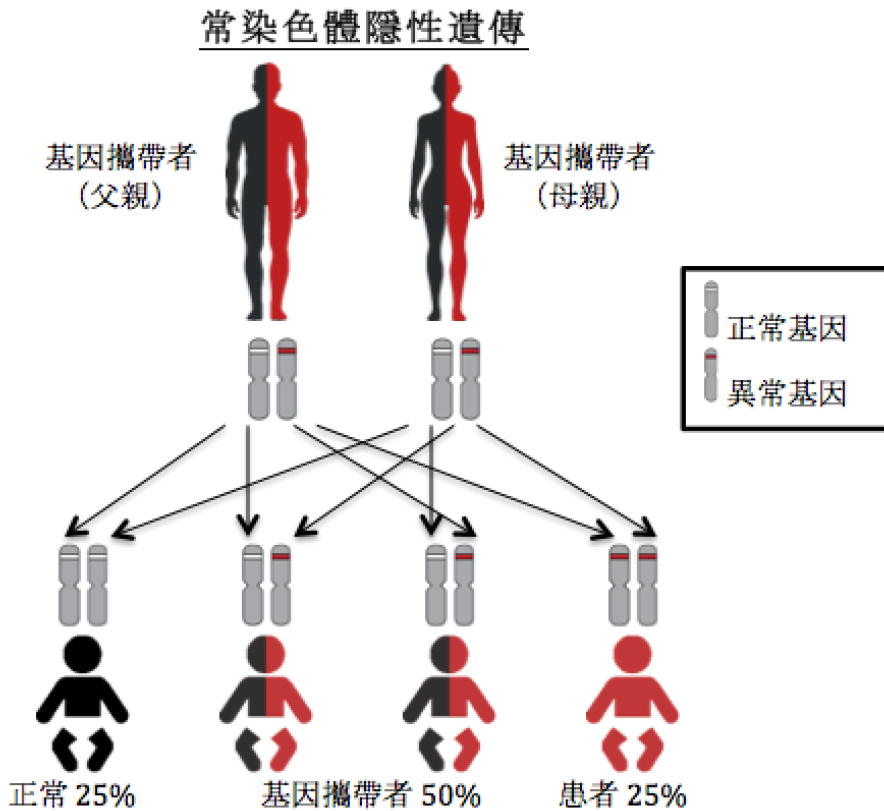 常染色體隱性遺傳
基因攜帶者
(父親)
基因攜帶者
(母親)
正常基因
異常基因
正常 25%
基因攜帶者 50%
患者 25%